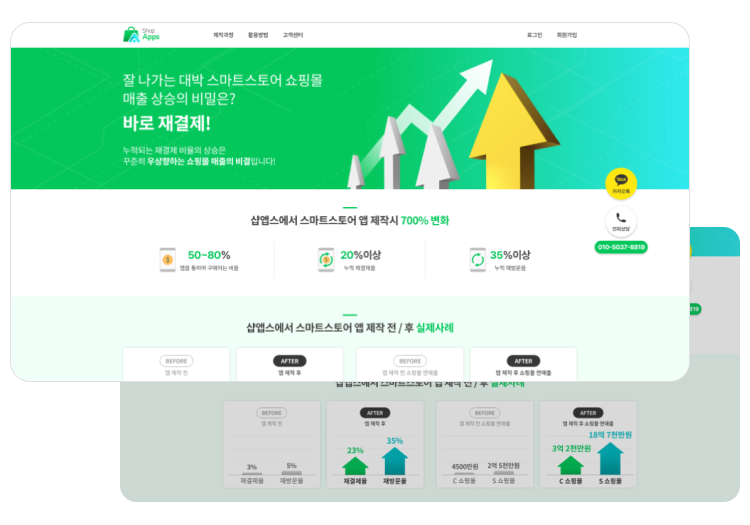 Shop
Apps
제작과정 활용방법 고객센터
로그인 회원가입
잘 나가는 대박 스마트스토어 쇼핑몰
매출 상승의 비밀은?
바로 재결제!
누적되는 재결제 비율의 상승은
꾸준히 우상향하는 쇼핑몰 매출의 비결입니다!
TALK
카카오톡
전화상담
010-5037-8819
샵앱스에서 스마트스토어 앱 제작시 700% 변화
50~80%
앱을 통하여 구매하는 비율
20%이상
누적 재결제율
35%이상
누적 재방문율
샵앱스에서 스마트스토어 앱 제작 전 / 후 실제사례
BEFORE
앱 제작 전
AFTER
앱 제작 후
BEFORE
앱 제작 전 쇼핑몰 연매출
AFTER
앱 제작 후 쇼핑몰 연매출
819
샵앱스에서 스마트스토어 앱 제작 전 / 후 실제사례
BEFORE
앱 제작 전
3% 5%
재결제율 재방문율
AFTER
앱 제작 후
23% 35%
재결제율 재방문율
BEFORE
앱 제작 전 쇼핑몰 연매출
4500만원 2억 5천만원
C 쇼핑몰 S 쇼핑몰
AFTER
앱 제작 후 쇼핑몰 연매출
3억 2천만원 18억 7천만원
C 쇼핑몰 S 쇼핑몰